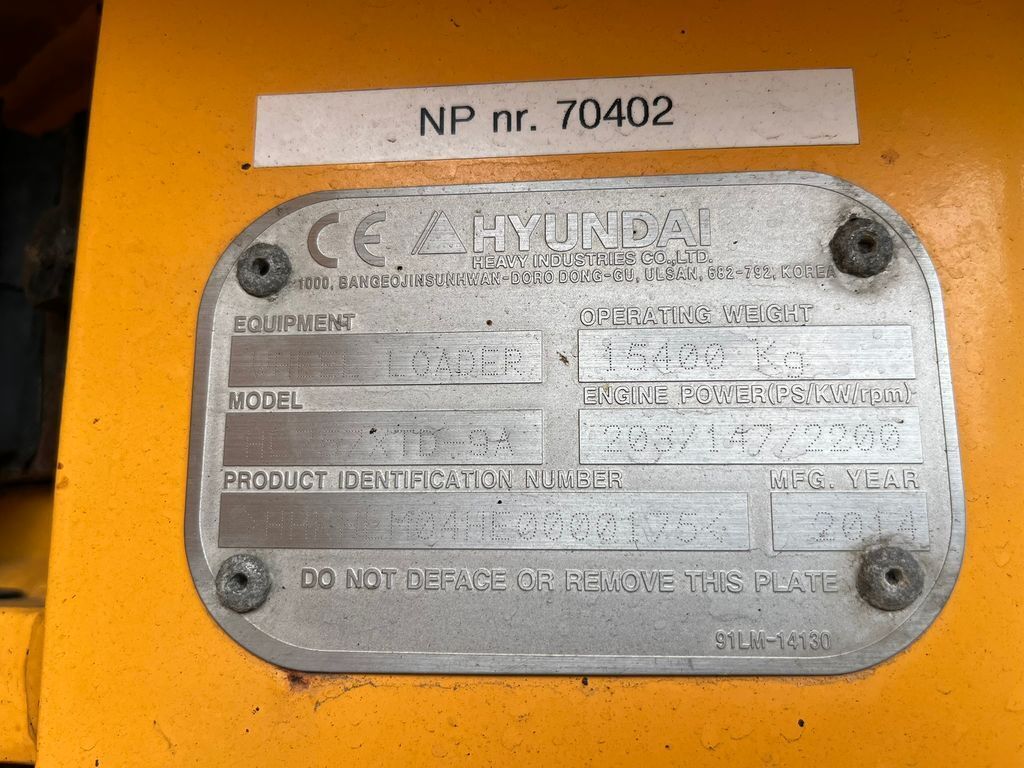 NP nr. 70402
CE HYUNDAI
HEAVY INDUSTRIES CO., LTD.
1000, BANGEOJINSUNHWAN-DORO DONG-GU, ULSAN, 682-792, KOREA
EQUIPMENT OPERATING WEIGHT
LOADER 15400 Kg
MODEL ENGINE POWER(PS/KW/rpm)
203/147/2200
PRODUCT IDENTIFICATION NUMBER MFG. YEAR
2014
DO NOT DEFACE OR REMOVE THIS PLATE
91LM-14130